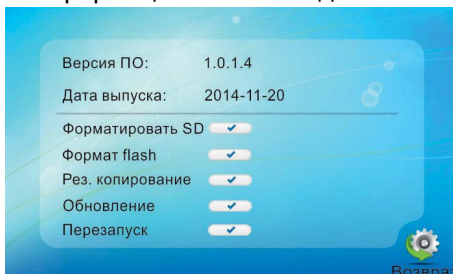 Версия ПО: 1.0.1.4
Дата выпуска: 2014-11-20
Форматировать SD
Формат flash
Рез. копирование
Обновление
Перезапуск